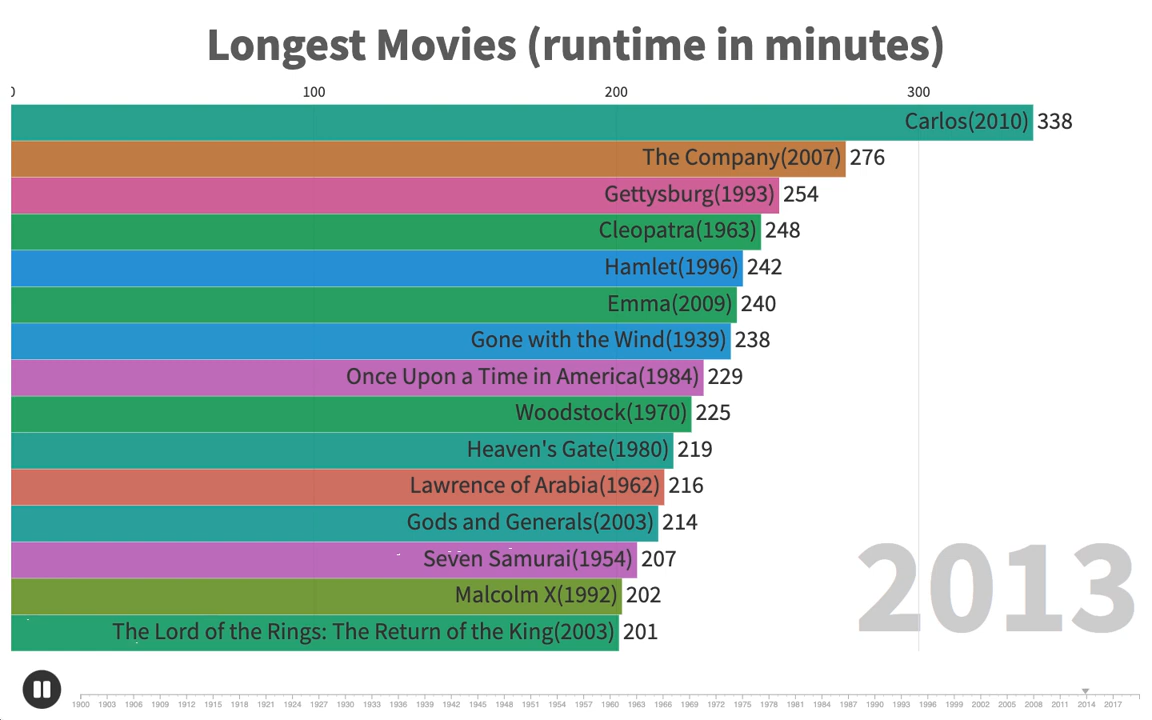 Longest Movies (runtime in minutes)
0 100 200 300
Carlos(2010) 338
The Company(2007) 276
Gettysburg(1993) 254
Cleopatra(1963) 248
Hamlet(1996) 242
Emma(2009) 240
Gone with the Wind(1939) 238
Once Upon a Time in America(1984) 229
Woodstock(1970) 225
Heaven's Gate(1980) 219
Lawrence of Arabia(1962) 216
Gods and Generals(2003) 214
Seven Samurai(1954) 207
Malcolm X(1992) 202
The Lord of the Rings: The Return of the King(2003) 201
2013
1900 1903 1906 1909 1912 1915 1918 1921 1924 1927 1930 1933 1936 1939 1942 1945 1948 1951 1954 1957 1960 1963 1966 1969 1972 1975 1978 1981 1984 1987 1990 1993 1996 1999 2002 2005 2008 2011 2014 2017